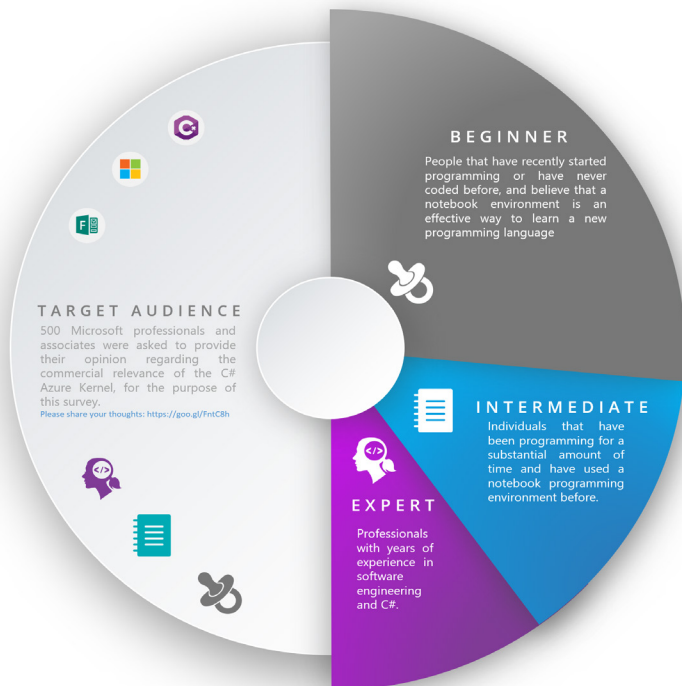 BEGINNER
People that have recently started
programming or have never
coded before, and believe that a
notebook environment is an
effective way to learn a new
programming language
TARGET AUDIENCE
500 Microsoft professionals and
associates were asked to provide
their opinion regarding the
commercial relevance of the C#
Azure Kernel, for the purpose of
this survey.
Please share your thoughts: https://goo.gl/FntC8h
INTERMEDIATE
Individuals that have
been programming for a
substantial amount of
time and have used a
notebook programming
environment before.
EXPERT
Professionals
with years of
experience in
software
engineering
and C#.